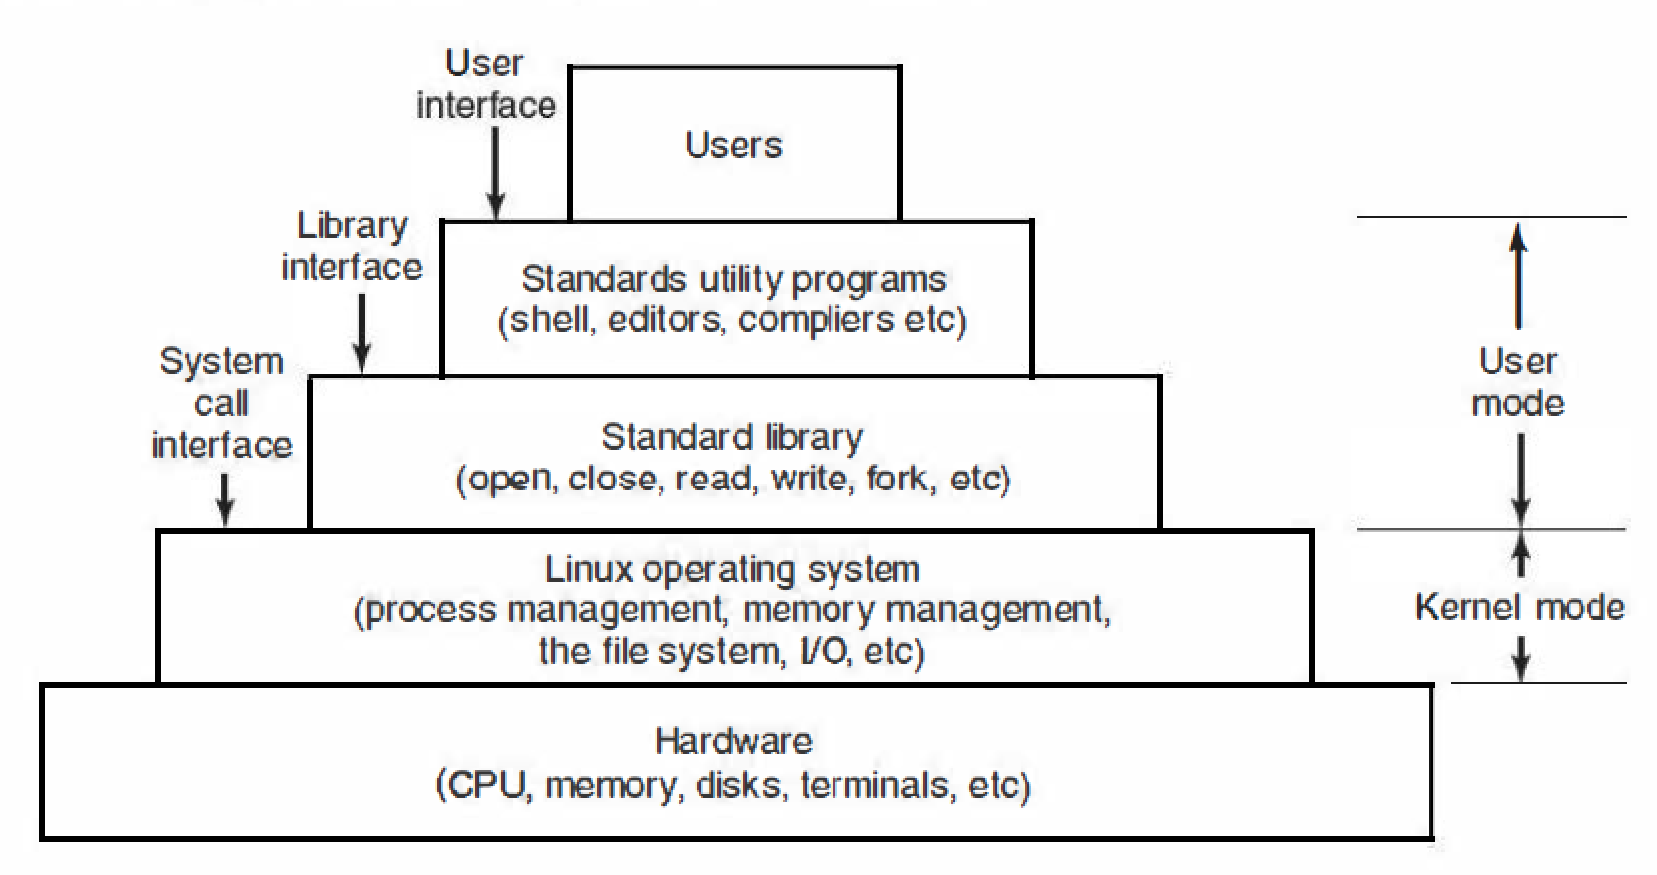 User
interface
Users
Library
interface
Standards utility programs
(shell, editors, compliers etc)
System
call
interface
User
mode
Standard library
(open, close, read, write, fork, etc)
Linux operating system
(process management, memory management,
the file system, I/O, etc)
Kernel mode
Hardware
(CPU, memory, disks, terminals, etc)